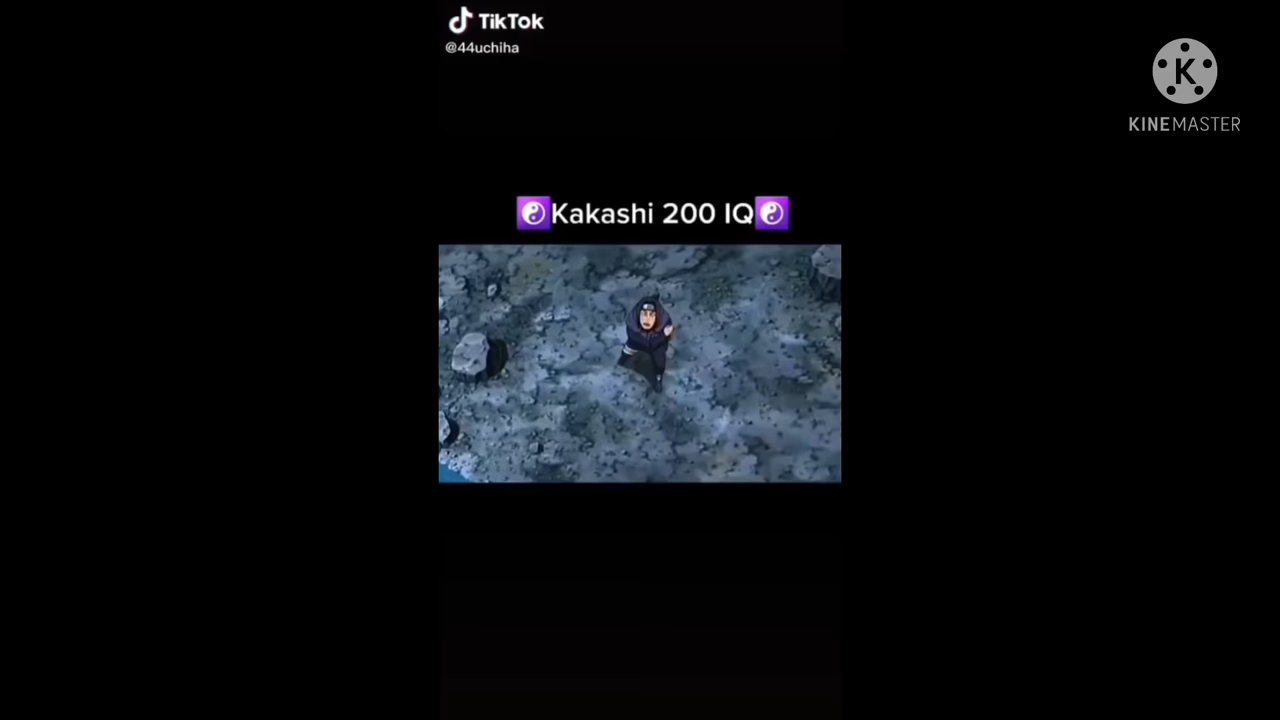 TikTok
@44uchiha
K
KINEMASTER
☯Kakashi 200 IQ☯